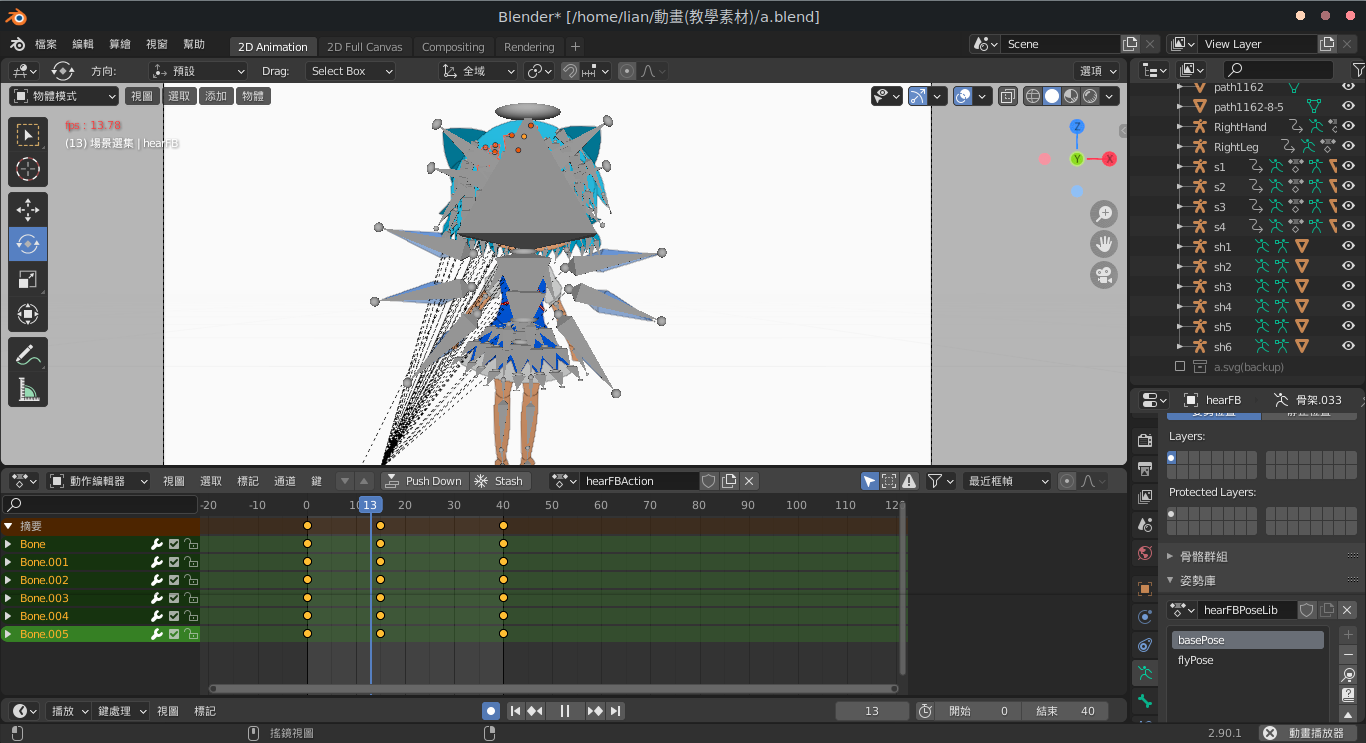 Blender* [/home/lian/動畫(教學素材)/a.blend]
檔案 編輯 算繪 視窗 幫助 2D Animation 2D Full Canvas Compositing Rendering + Scene View Layer
方向: 預設 Drag: Select Box 全域 選項
物體模式 視圖 選取 添加 物體
fps : 13.78
(13) 場景選集 | hearFB
Z
Y
X
path1162
path1162-8-5
RightHand
RightLeg
s1
s2
s3
s4
sh1
sh2
sh3
sh4
sh5
sh6
a.svg(backup)
hearFB 骨架.033
姿勢位置 靜止位置
Layers:
Protected Layers:
骨骼群組
姿勢庫
hearFBPoseLib
basePose
flyPose
動作編輯器 視圖 選取 標記 通道 鍵 Push Down Stash hearFBAction 最近框幀
-20 -10 0 10 13 20 30 40 50 60 70 80 90 100 110 120
摘要
Bone
Bone.001
Bone.002
Bone.003
Bone.004
Bone.005
播放 鍵處理 視圖 標記 13 開始 0 結束 40
搖鏡視圖 2.90.1 動畫播放器